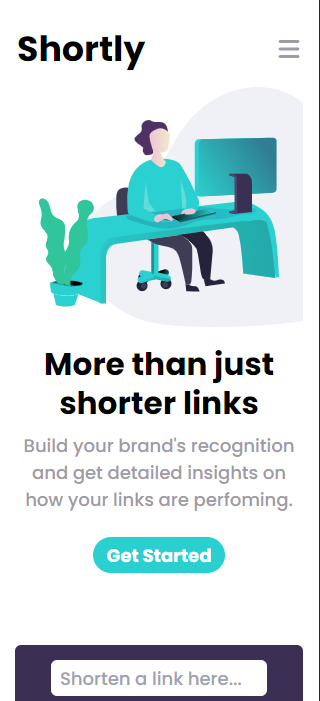 Shortly
More than just
shorter links
Build your brand's recognition
and get detailed insights on
how your links are perfoming.
Get Started
Shorten a link here...